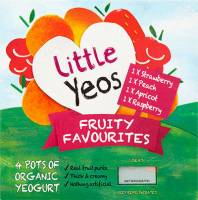 little
Yeos
1 X Strawberry
1 X Peach
1 X Apricot
1 X Raspberry
FRUITY
FAVOURITES
4 POTS OF
ORGANIC
YEOGURT
✓ Real fruit purée
✓ Thick & creamy
✓ Nothing artificial